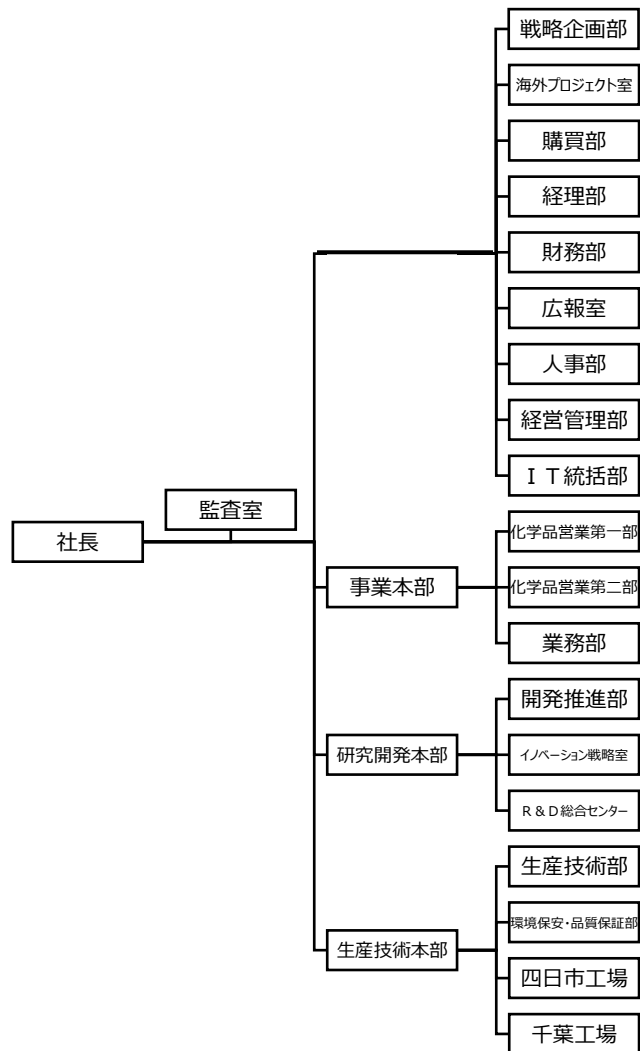 戦略企画部
海外プロジェクト室
購買部
経理部
財務部
広報室
人事部
経営管理部
ＩＴ統括部
監査室
社長
化学品営業第一部
事業本部
化学品営業第二部
業務部
開発推進部
研究開発本部
イノベーション戦略室
Ｒ＆Ｄ総合センター
生産技術部
環境保安・品質保証部
生産技術本部
四日市工場
千葉工場